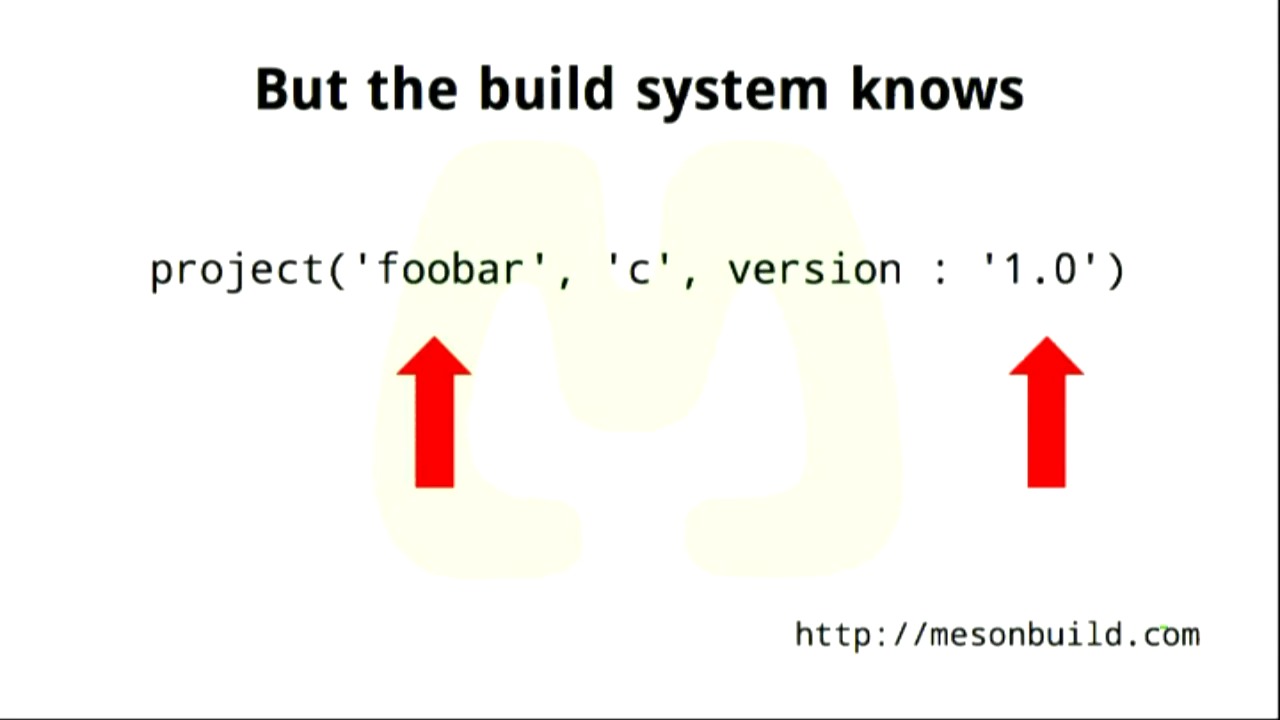 But the build system knows
project('foobar', 'c', version : '1.0')
http://mesonbuild.com